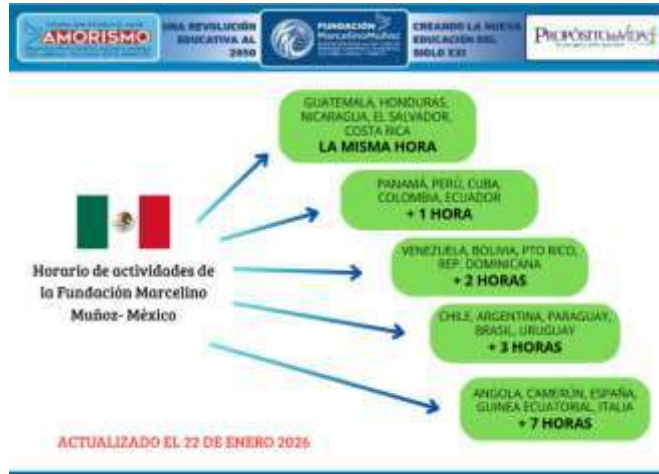 AMORISMO
UNA REVOLUCIÓN
EDUCATIVA AL
2050
FUNDACIÓN
MarcelinoMuñoz
CREANDO LA NUEVA
EDUCACIÓN DEL
SIGLO XXI
PROPÓSITO de VIDA
GUATEMALA, HONDURAS,
NICARAGUA, EL SALVADOR,
COSTA RICA
LA MISMA HORA
PANAMÁ, PERÚ, CUBA,
COLOMBIA, ECUADOR
+ 1 HORA
Horario de actividades de
la Fundación Marcelino
Muñoz- México
VENEZUELA, BOLIVIA, PTO RICO,
REP. DOMINICANA
+ 2 HORAS
CHILE, ARGENTINA, PARAGUAY,
BRASIL, URUGUAY
+ 3 HORAS
ANGOLA, CAMERÚN, ESPAÑA,
GUINEA ECUATORIAL, ITALIA
+ 7 HORAS
ACTUALIZADO EL 22 DE ENERO 2026